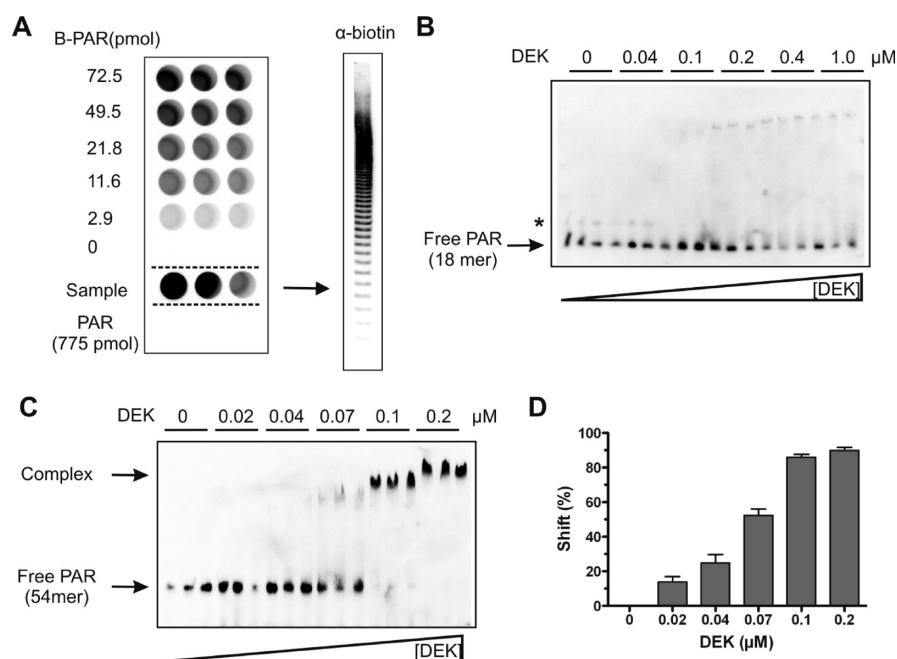 A
B-PAR(pmol)
α-biotin
72.5
49.5
21.8
11.6
2.9
0
Sample
PAR
(775 pmol)
B
DEK 0 0.04 0.1 0.2 0.4 1.0 µM
*
Free PAR
(18 mer)
[DEK]
C
DEK 0 0.02 0.04 0.07 0.1 0.2 µM
Complex
Free PAR
(54mer)
[DEK]
D
Shift (%)
100
80
60
40
20
0
0 0.02 0.04 0.07 0.1 0.2
DEK (µM)